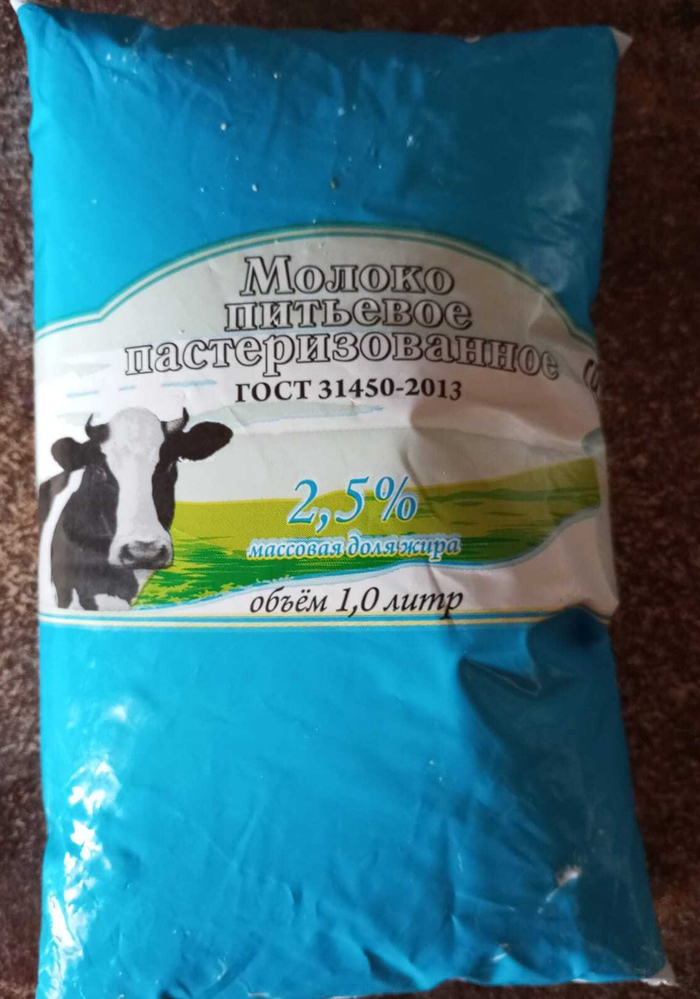 Молоко
питьевое
пастеризованное
ГОСТ 31450-2013
2,5%
массовая доля жира
объём 1,0 литр